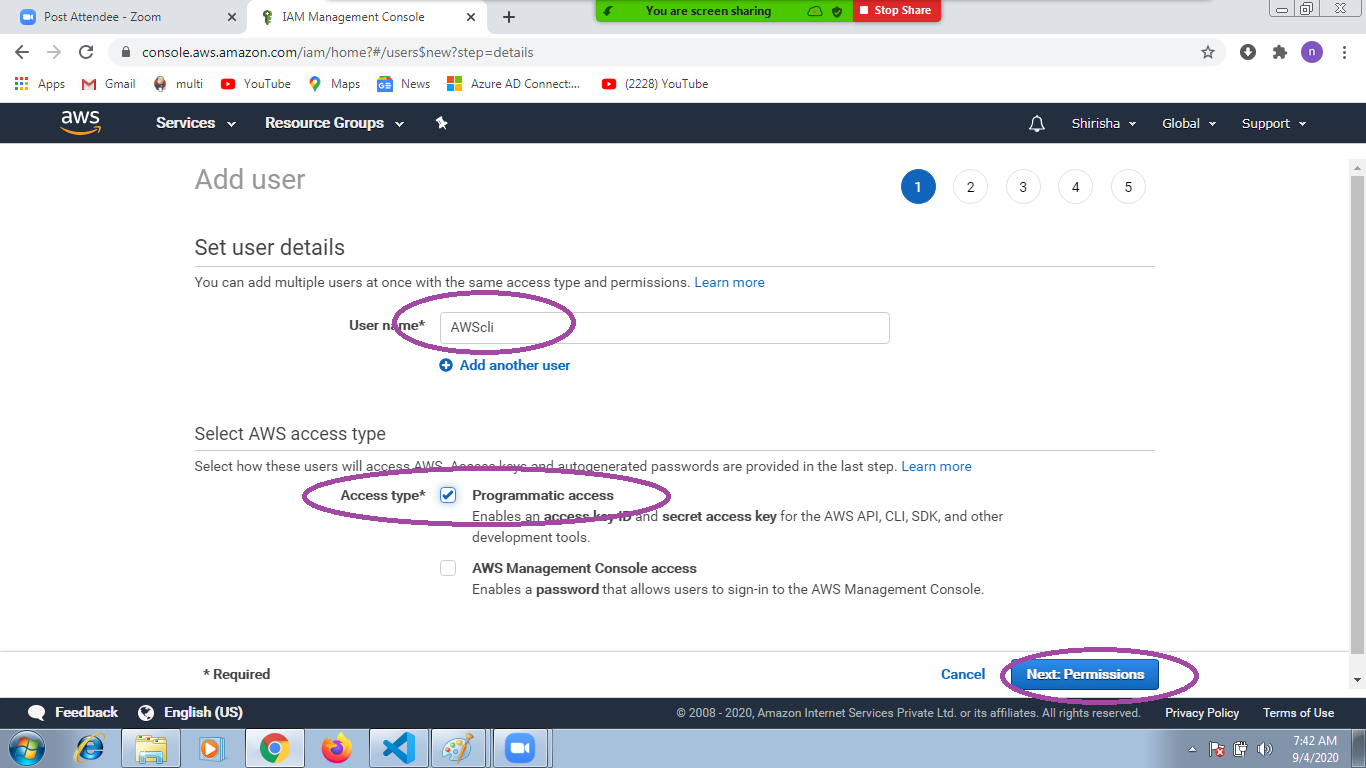 Post Attendee - Zoom
IAM Management Console
You are screen sharing
Stop Share
console.aws.amazon.com/iam/home?#/users$new?step=details
n
Apps
Gmail
multi
YouTube
Maps
News
Azure AD Connect:...
(2228) YouTube
aws
Services
Resource Groups
Shirisha
Global
Support
Add user
1 2 3 4 5
Set user details
You can add multiple users at once with the same access type and permissions. Learn more
User name* AWScli
Add another user
Select AWS access type
Select how these users will access AWS. Access keys and autogenerated passwords are provided in the last step. Learn more
Access type* Programmatic access
Enables an access key ID and secret access key for the AWS API, CLI, SDK, and other
development tools.
AWS Management Console access
Enables a password that allows users to sign-in to the AWS Management Console.
* Required
Cancel
Next: Permissions
Feedback
English (US)
© 2008 - 2020, Amazon Internet Services Private Ltd. or its affiliates. All rights reserved.
Privacy Policy
Terms of Use
7:42 AM
9/4/2020